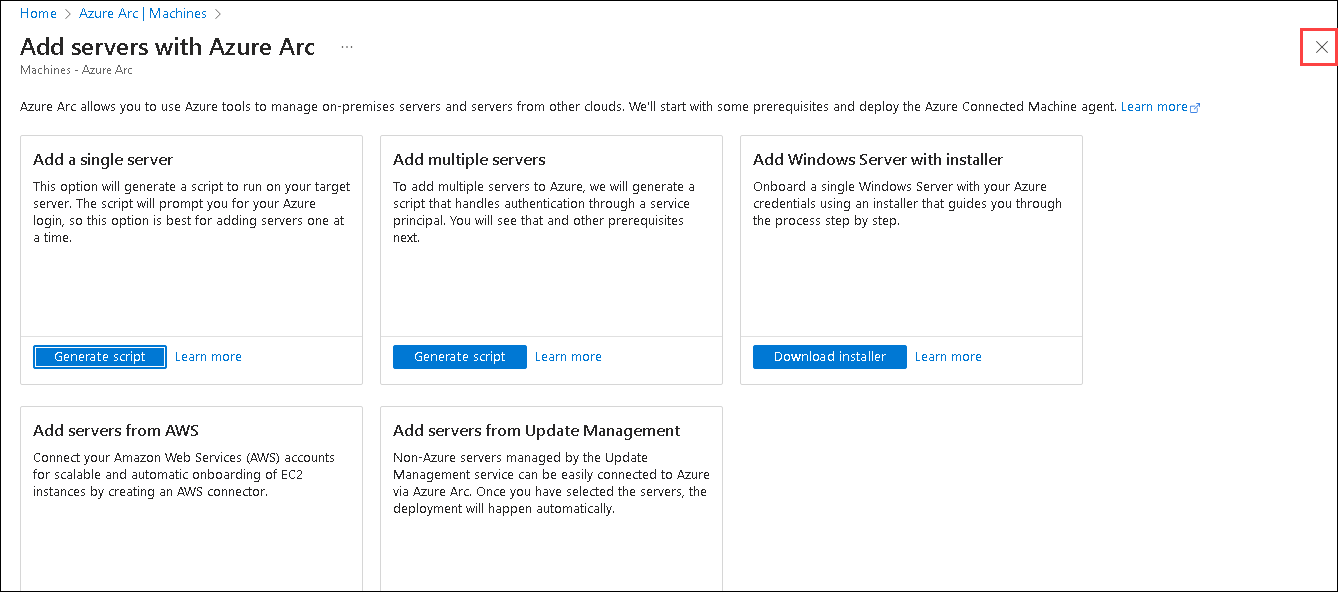 Home > Azure Arc | Machines >
Add servers with Azure Arc ...
Machines - Azure Arc
Azure Arc allows you to use Azure tools to manage on-premises servers and servers from other clouds. We'll start with some prerequisites and deploy the Azure Connected Machine agent. Learn more
Add a single server
This option will generate a script to run on your target
server. The script will prompt you for your Azure
login, so this option is best for adding servers one at
a time.
Generate script Learn more
Add multiple servers
To add multiple servers to Azure, we will generate a
script that handles authentication through a service
principal. You will see that and other prerequisites
next.
Generate script Learn more
Add Windows Server with installer
Onboard a single Windows Server with your Azure
credentials using an installer that guides you through
the process step by step.
Download installer Learn more
Add servers from AWS
Connect your Amazon Web Services (AWS) accounts
for scalable and automatic onboarding of EC2
instances by creating an AWS connector.
Add servers from Update Management
Non-Azure servers managed by the Update
Management service can be easily connected to Azure
via Azure Arc. Once you have selected the servers, the
deployment will happen automatically.